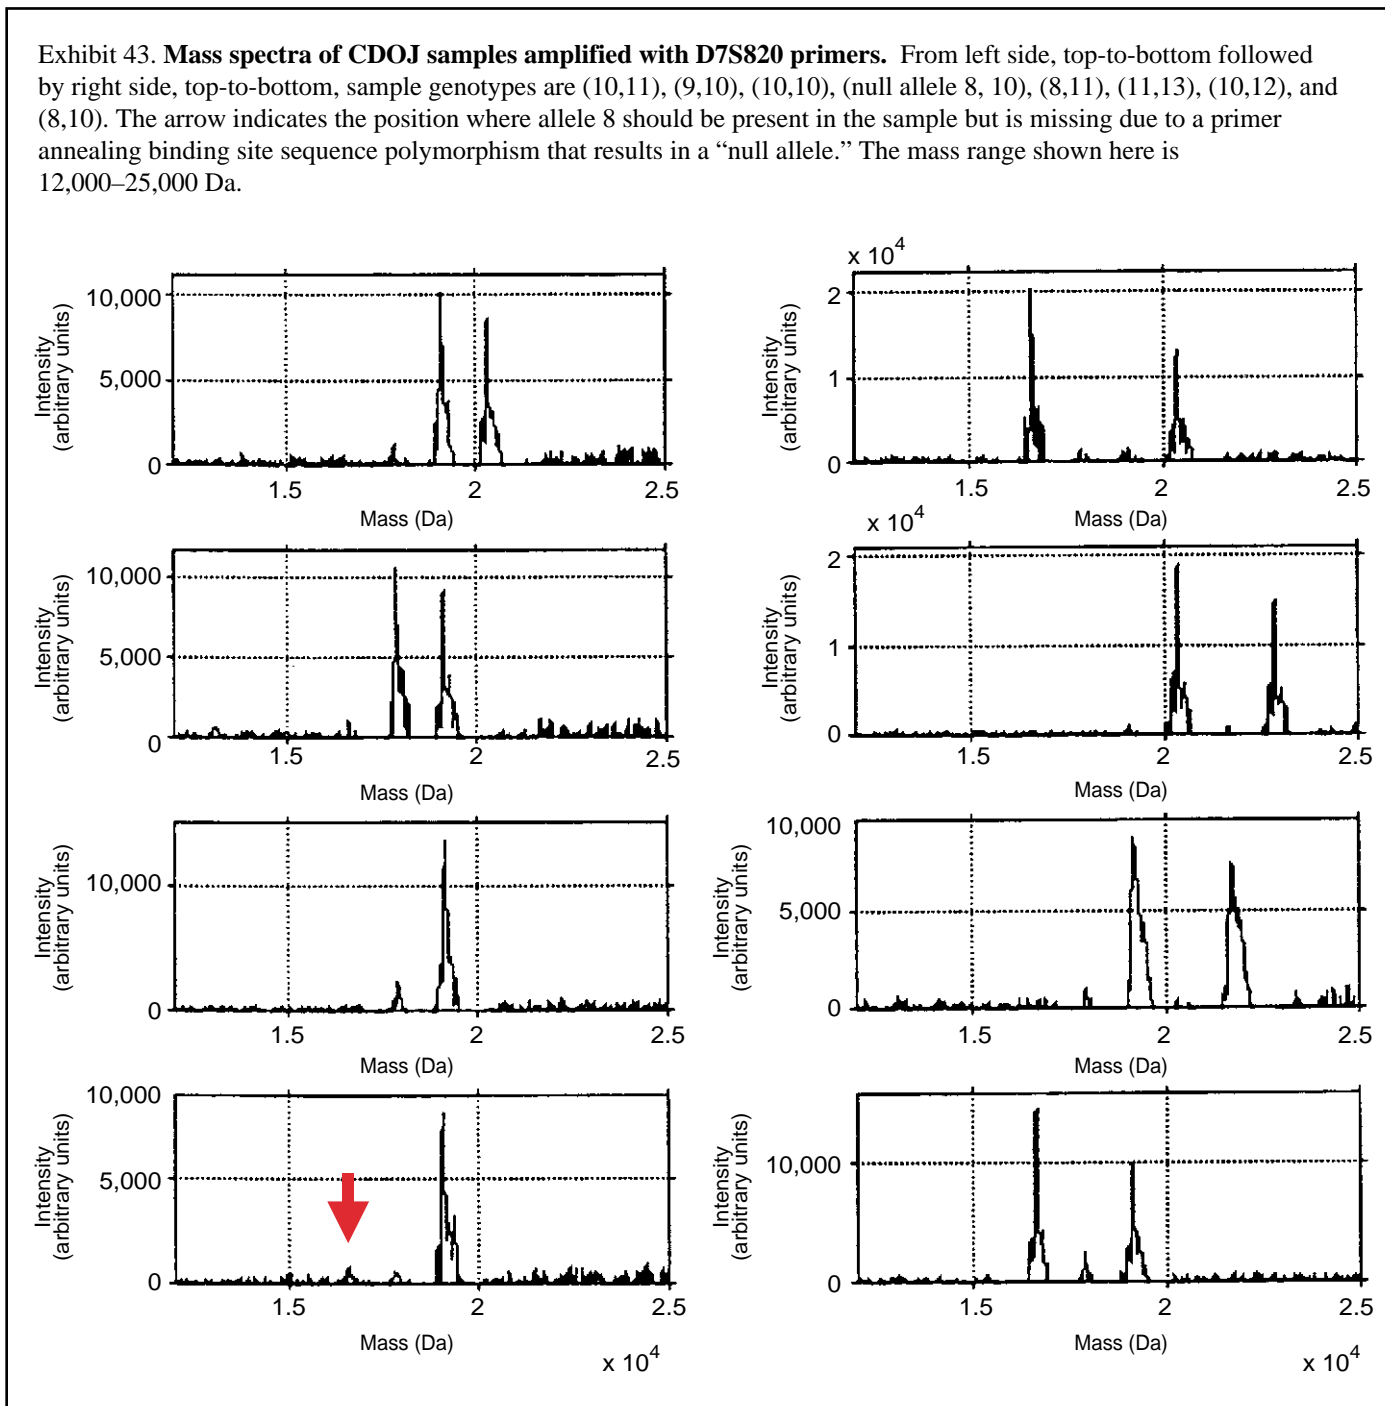 Exhibit 43. Mass spectra of CDOJ samples amplified with D7S820 primers. From left side, top-to-bottom followed
by right side, top-to-bottom, sample genotypes are (10,11), (9,10), (10,10), (null allele 8, 10), (8,11), (11,13), (10,12), and
(8,10). The arrow indicates the position where allele 8 should be present in the sample but is missing due to a primer
annealing binding site sequence polymorphism that results in a “null allele.” The mass range shown here is
12,000–25,000 Da.
Intensity
(arbitrary units)
10,000
5,000
0
1.5
2
2.5
Mass (Da)
Intensity
(arbitrary units)
10,000
5,000
0
1.5
2
2.5
Mass (Da)
Intensity
(arbitrary units)
10,000
0
1.5
2
2.5
Mass (Da)
Intensity
(arbitrary units)
10,000
5,000
0
1.5
2
2.5
Mass (Da)
x 10⁴
x 10⁴
Intensity
(arbitrary units)
2
1
0
1.5
2
2.5
Mass (Da)
x 10⁴
Intensity
(arbitrary units)
2
1
0
1.5
2
2.5
Mass (Da)
Intensity
(arbitrary units)
10,000
5,000
0
1.5
2
2.5
Mass (Da)
Intensity
(arbitrary units)
10,000
0
1.5
2
2.5
Mass (Da)
x 10⁴